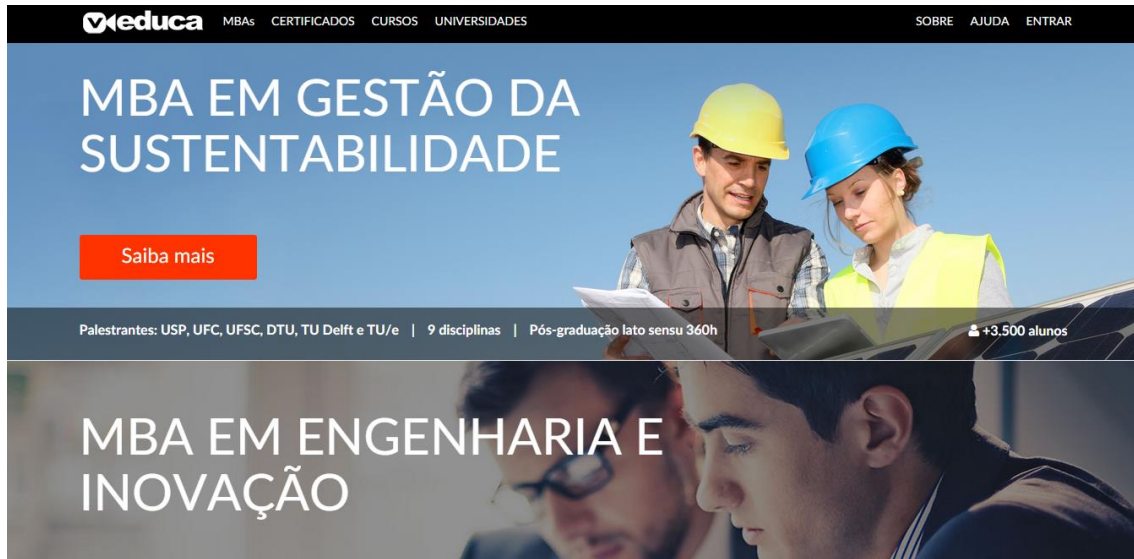 veduca MBAs CERTIFICADOS CURSOS UNIVERSIDADES SOBRE AJUDA ENTRAR
MBA EM GESTÃO DA
SUSTENTABILIDADE
Saiba mais
Palestrantes: USP, UFC, UFSC, DTU, TU Delft e TU/e | 9 disciplinas | Pós-graduação lato sensu 360h +3.500 alunos
MBA EM ENGENHARIA E
INOVAÇÃO